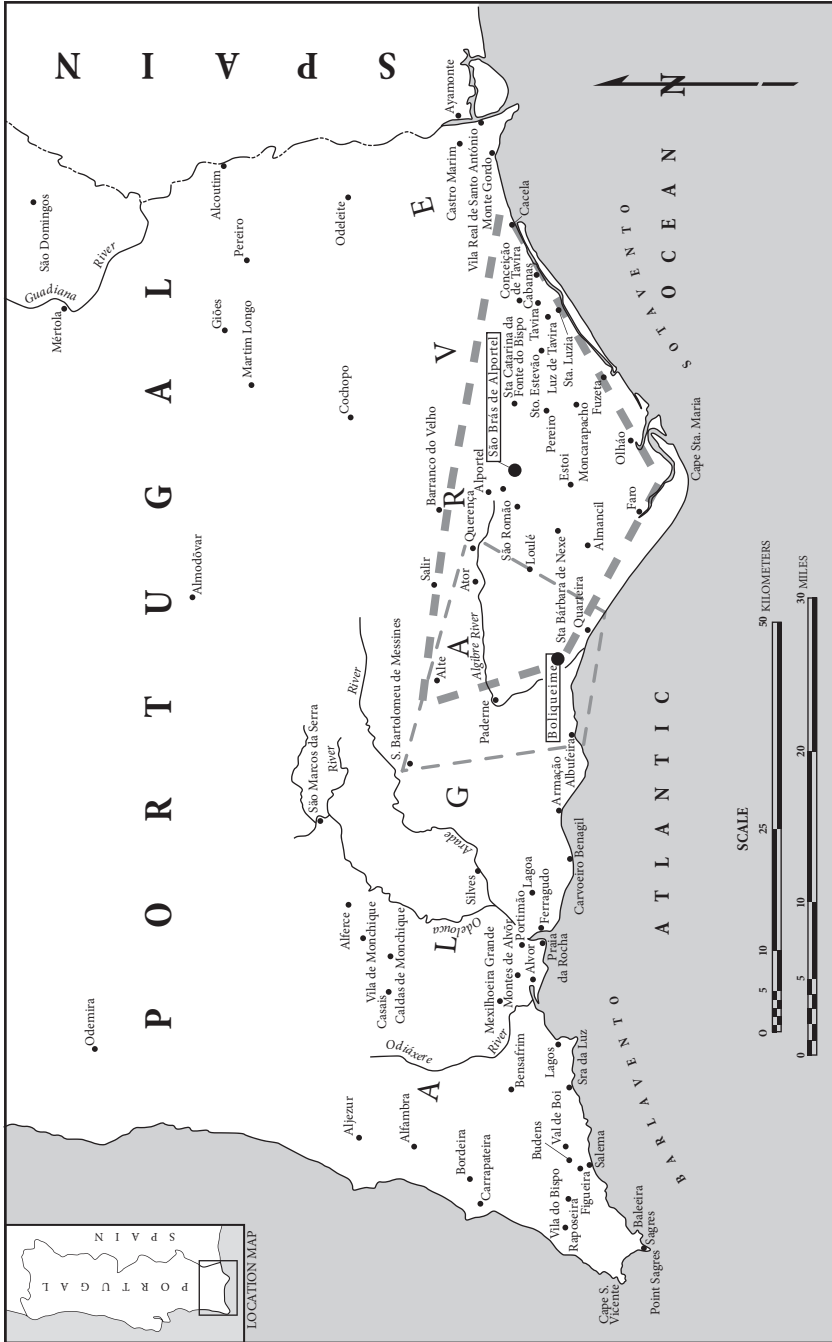 LOCATION MAP
PORTUGAL
SPAIN
PORTUGAL
SPAIN
ALGARVE
Odemira
Almodôvar
Mértola
Guadiana
River
São Domingos
Giões
Martim Longo
Pereiro
Alcoutim
Cochopo
Odeleite
São Marcos da Serra
River
River
Aljezur
Alfambra
Bordeira
Carrapateira
Odiáxere
River
Alferce
Vila de Monchique
Casais
Caldas de Monchique
Odelouca
Silves
Arade
S. Bartolomeu de Messines
Alte
Salir
Barranco do Velho
Ator
Querença
Alportel
Algibre River
Paderne
São Romão
Loulé
São Brás de Alportel
Sta Catarina da
Fonte do Bispo
Sto. Estevão
Pereiro
Conceição
de Tavira
Cabanas
Tavira
Luz de Tavira
Sta. Luzia
Cacela
Castro Marim
Ayamonte
Vila Real de Santo António
Monte Gordo
Mexilhoeira Grande
Montes de Alvôr
Portimão
Alvor
Lagoa
Ferragudo
Praia
da Rocha
Carvoeiro
Benagil
Armação
Albufeira
Boliqueime
Sta Bárbara de Nexe
Quarteira
Almancil
Estoi
Moncarapacho
Fuzeta
Olhão
Faro
Cape Sta. Maria
Bensafrim
Lagos
Sra da Luz
Val de Boi
Budens
Salema
Figueira
Vila do Bispo
Raposeira
Baleeira
Sagres
Point Sagres
Cape S.
Vicente
BARLAVENTO
SOTAVENTO
ATLANTIC
OCEAN
N
SCALE
0 5 10 25 50 KILOMETERS
0 5 10 20 30 MILES